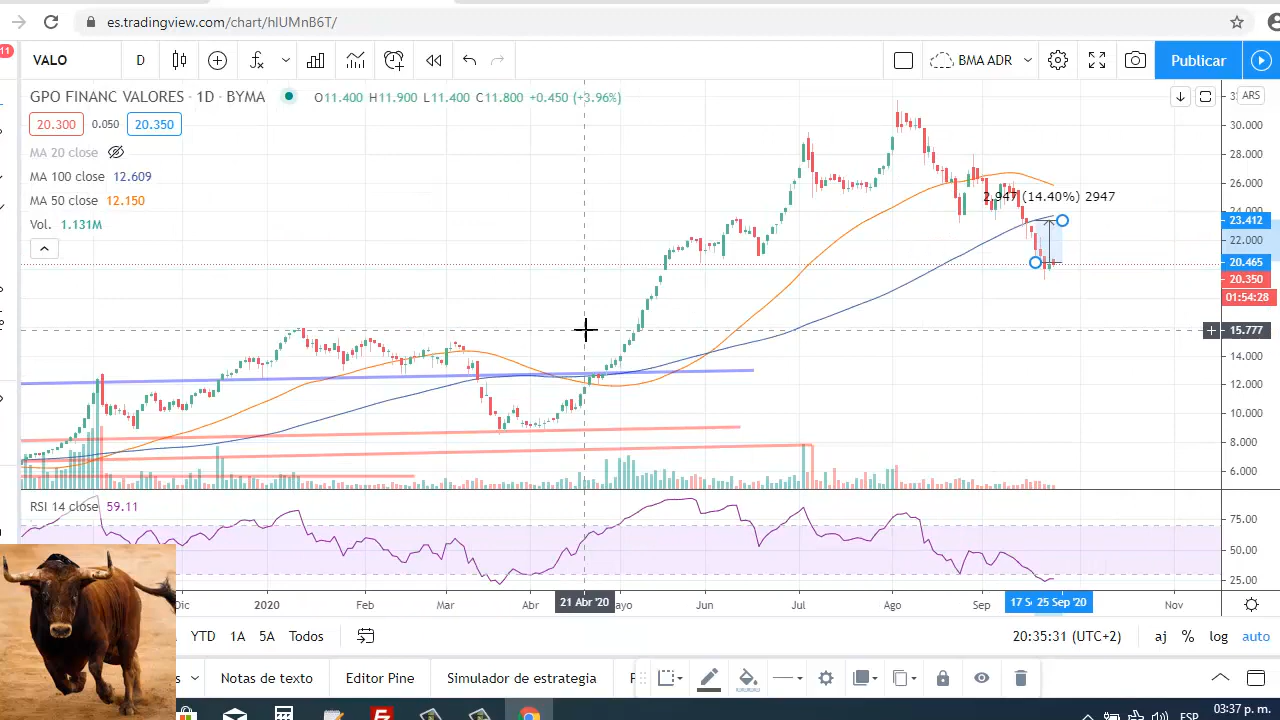 es.tradingview.com/chart/hIUMnB6T/
11
VALO D BMA ADR Publicar
GPO FINANC VALORES · 1D · BYMA O11.400 H11.900 L11.400 C11.800 +0.450 (+3.96%) ARS
20.300 0.050 20.350
MA 20 close
MA 100 close 12.609
MA 50 close 12.150
Vol. 1.131M
2.947 (14.40%) 2947
30.000
28.000
26.000
24.000
23.412
22.000
20.465
20.350
01:54:28
15.777
14.000
12.000
10.000
8.000
6.000
RSI 14 close 59.11
75.00
50.00
25.00
Dic 2020 Feb Mar Abr 21 Abr '20 ayo Jun Jul Ago Sep 17 S 25 Sep '20 Nov
YTD 1A 5A Todos 20:35:31 (UTC+2) aj % log auto
s Notas de texto Editor Pine Simulador de estrategia
ESP 03:37 p. m.